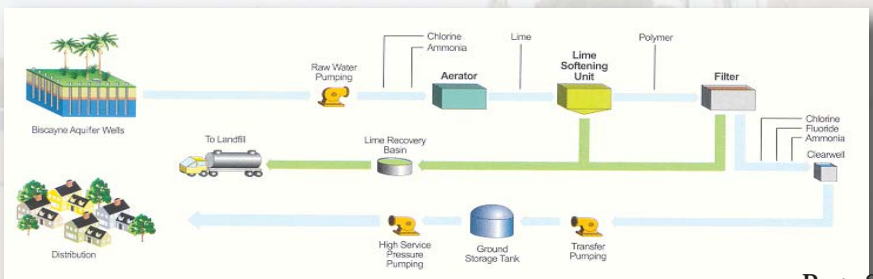 Chlorine
Ammonia
Lime
Polymer
Raw Water
Pumping
Aerator
Lime
Softening
Unit
Filter
Biscayne Aquifer Wells
Chlorine
Fluoride
Ammonia
Clearwell
To Landfill
Lime Recovery
Basin
Distribution
High Service
Pressure
Pumping
Ground
Storage Tank
Transfer
Pumping